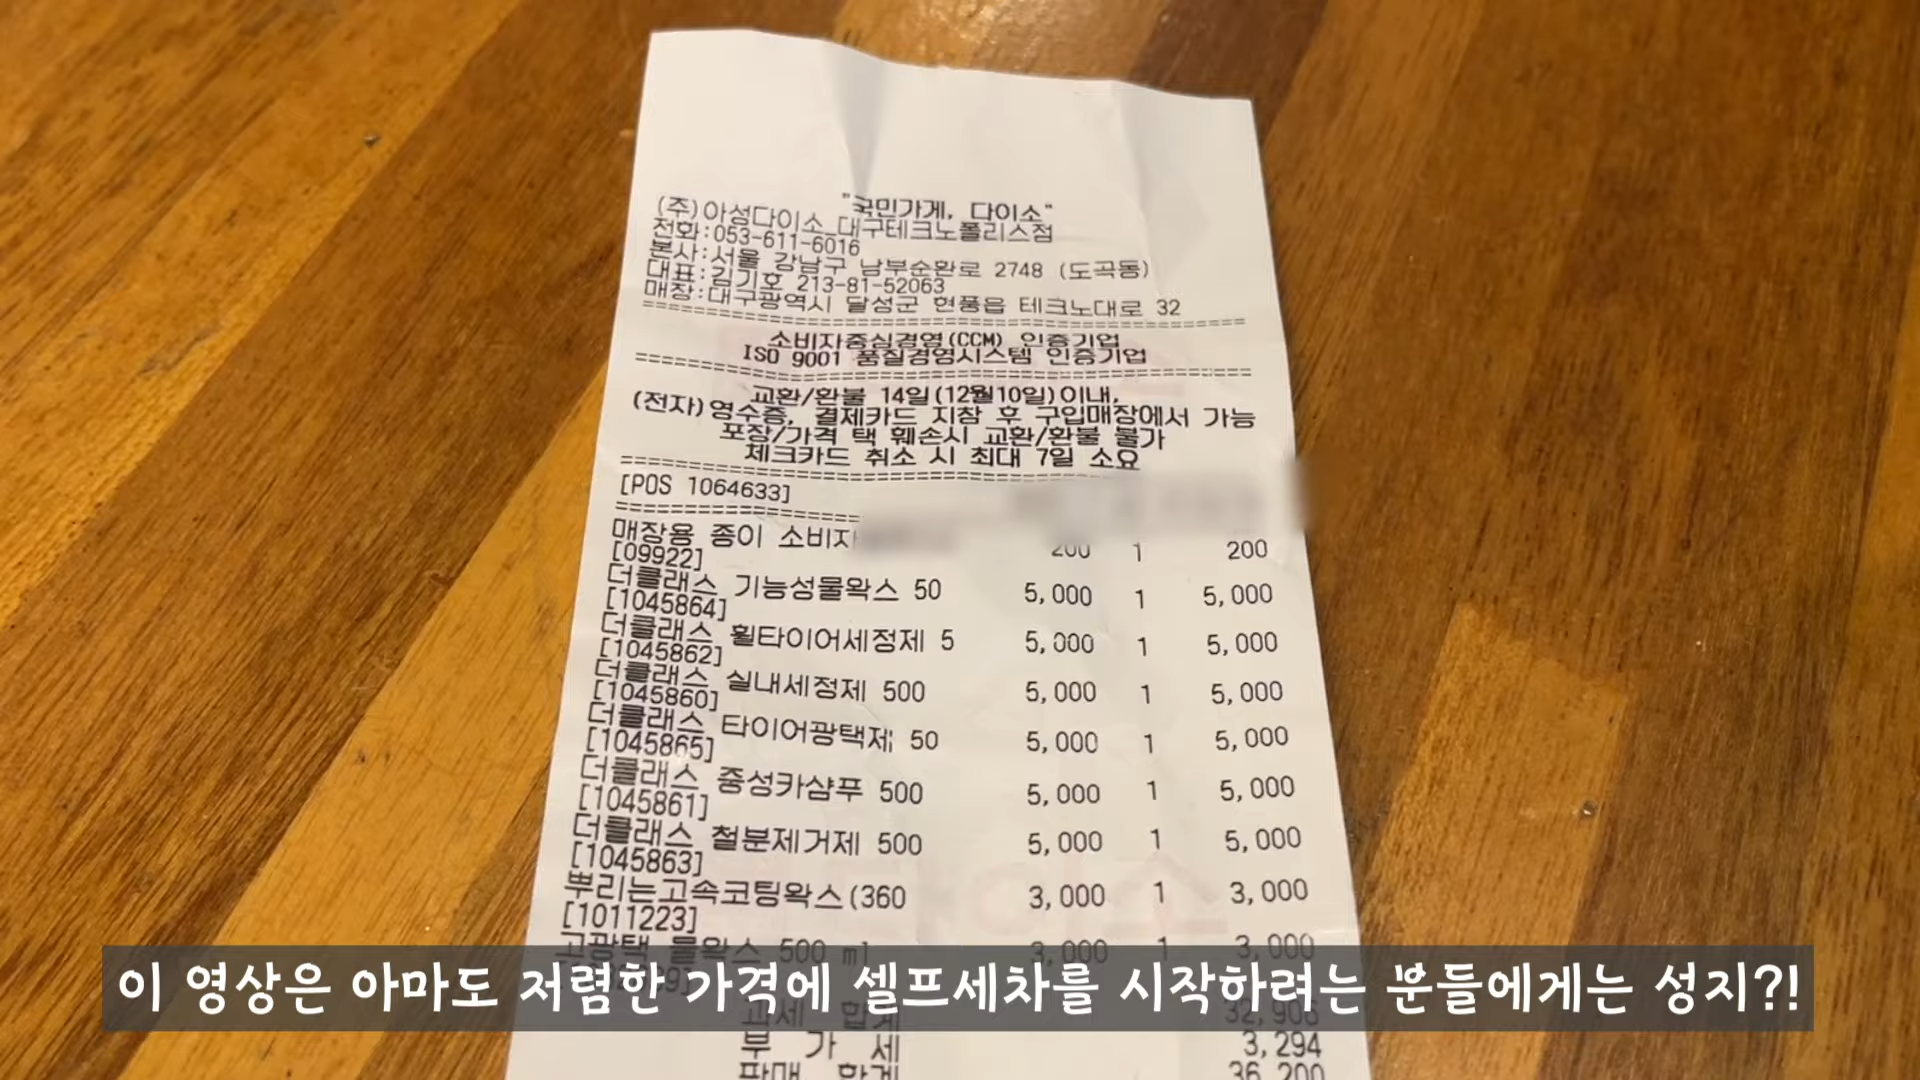 "국민가게, 다이소"
(주)아성다이소_대구테크노폴리스점
전화:053-611-6016
본사:서울 강남구 남부순환로 2748 (도곡동)
대표:김기호 213-81-52063
매장:대구광역시 달성군 현풍읍 테크노대로 32
소비자중심경영(CCM) 인증기업
ISO 9001 품질경영시스템 인증기업
교환/환불 14일(12월10일)이내,
(전자)영수증, 결제카드 지참 후 구입매장에서 가능
포장/가격 택 훼손시 교환/환불 불가
체크카드 취소 시 최대 7일 소요
[POS 1064633]
매장용 종이 소비자 200 1 200
[09922]
더클래스 기능성물왁스 50 5,000 1 5,000
[1045864]
더클래스 휠타이어세정제 5 5,000 1 5,000
[1045862]
더클래스 실내세정제 500 5,000 1 5,000
[1045860]
더클래스 타이어광택제 50 5,000 1 5,000
[1045865]
더클래스 중성카샴푸 500 5,000 1 5,000
[1045861]
더클래스 철분제거제 500 5,000 1 5,000
[1045863]
뿌리는고속코팅왁스(360 3,000 1 3,000
[1011223]
고광택 물왁스 500 ml 3,000 1 3,000
이 영상은 아마도 저렴한 가격에 셀프세차를 시작하려는 분들에게는 성지?!
과세 합계 32,906
부 가 세 3,294
판매 합계 36,200